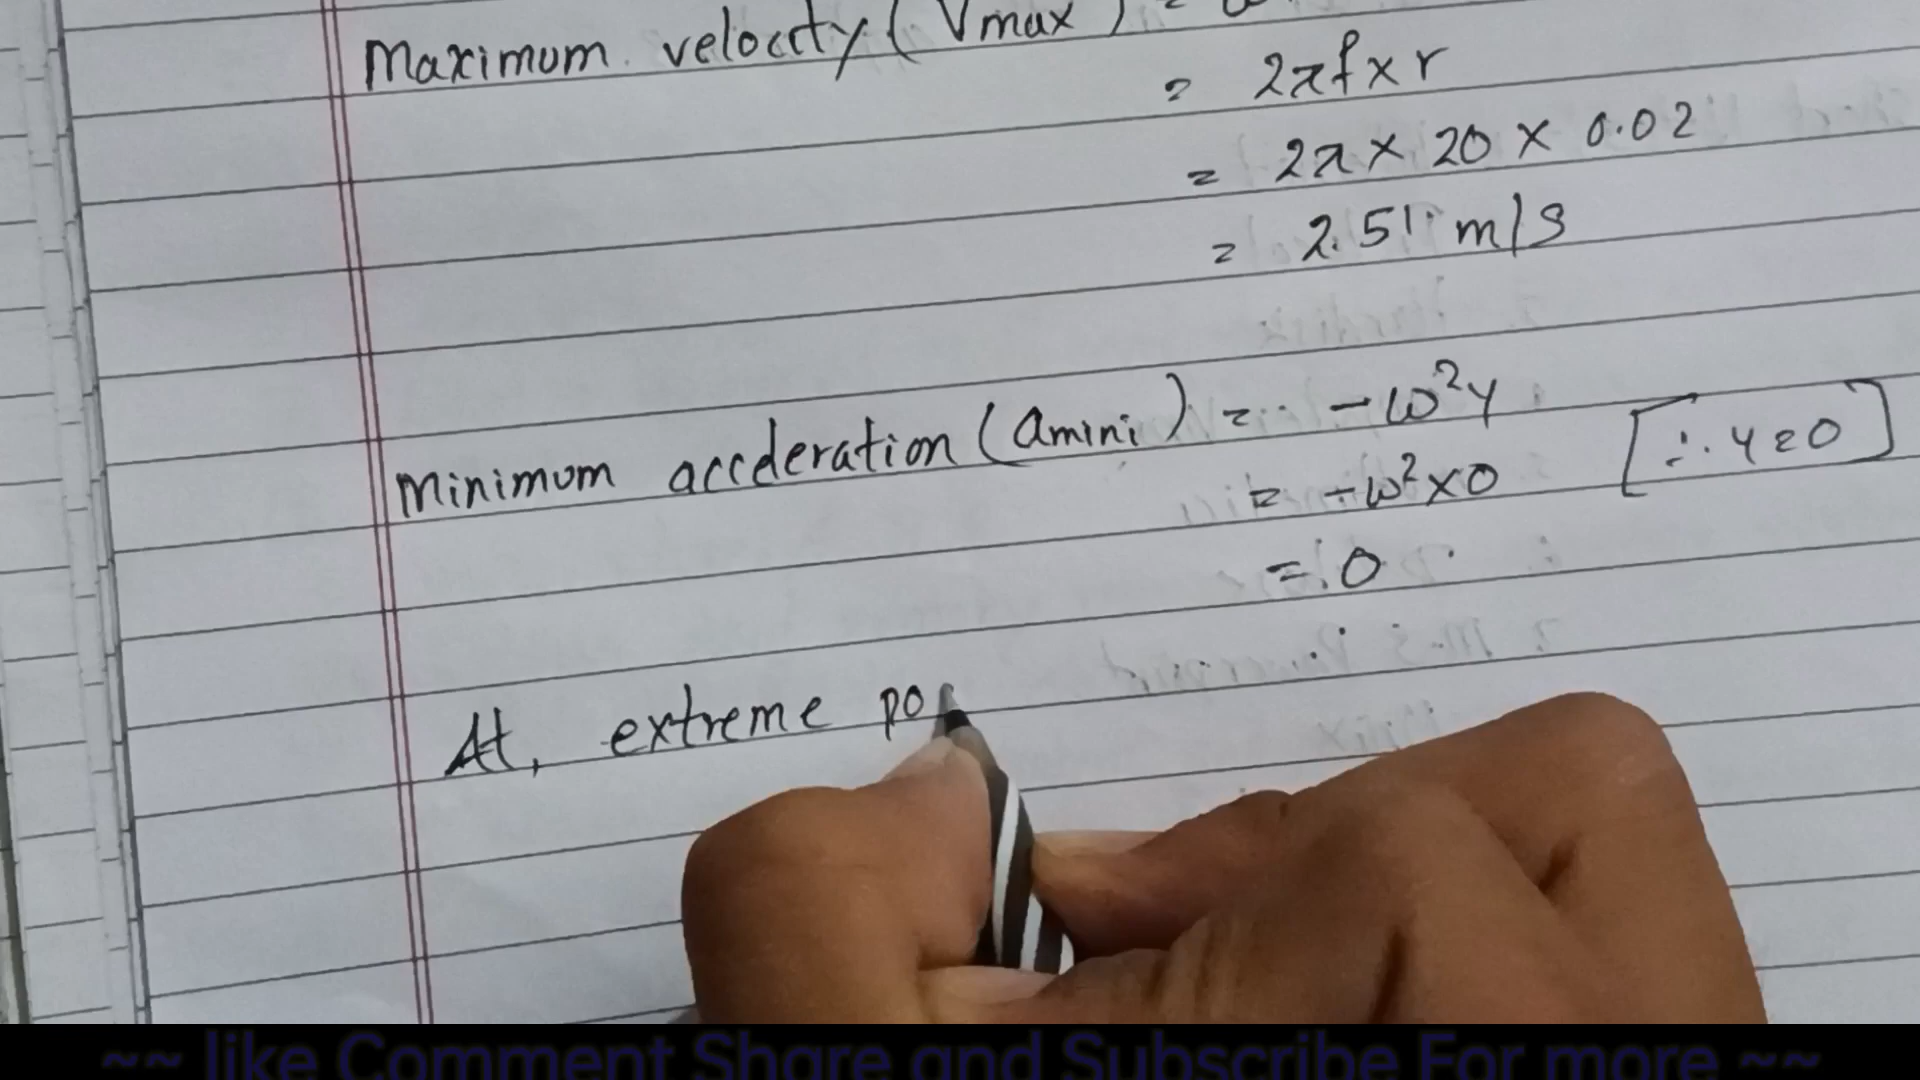 Maximum velocity (Vmax) = ω
= 2πf × r
= 2π × 20 × 0.02
= 2.51 m/s
Minimum acceleration (amini) = - ω²y
= - ω² × 0 [∴ y = 0]
= 0
At, extreme po
~~ like Comment Share and Subscribe For more ~~